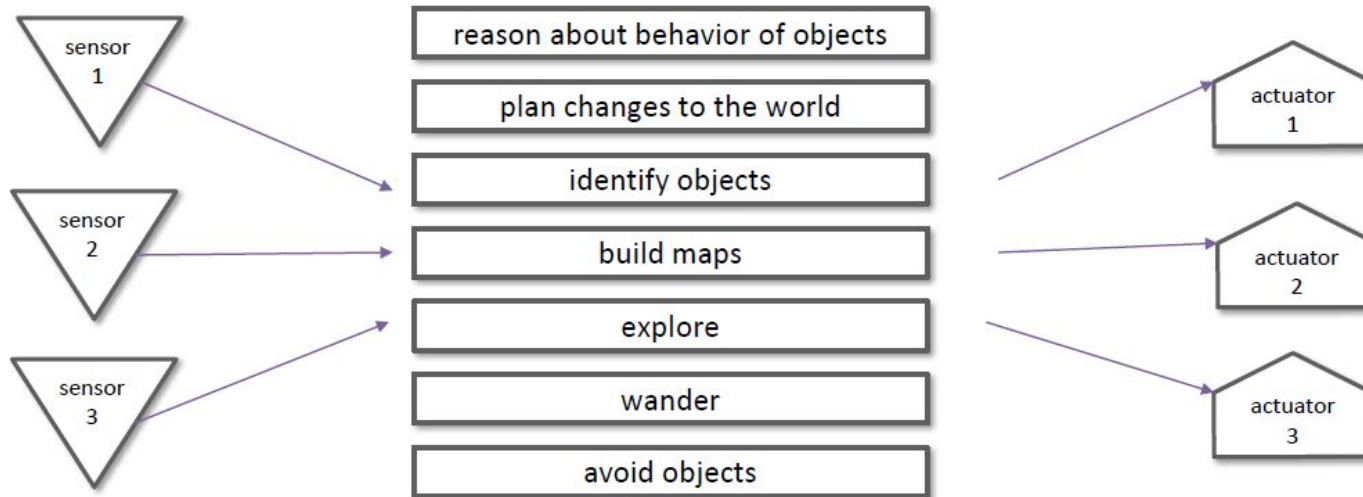 sensor
1
sensor
2
sensor
3
reason about behavior of objects
plan changes to the world
identify objects
build maps
explore
wander
avoid objects
actuator
1
actuator
2
actuator
3